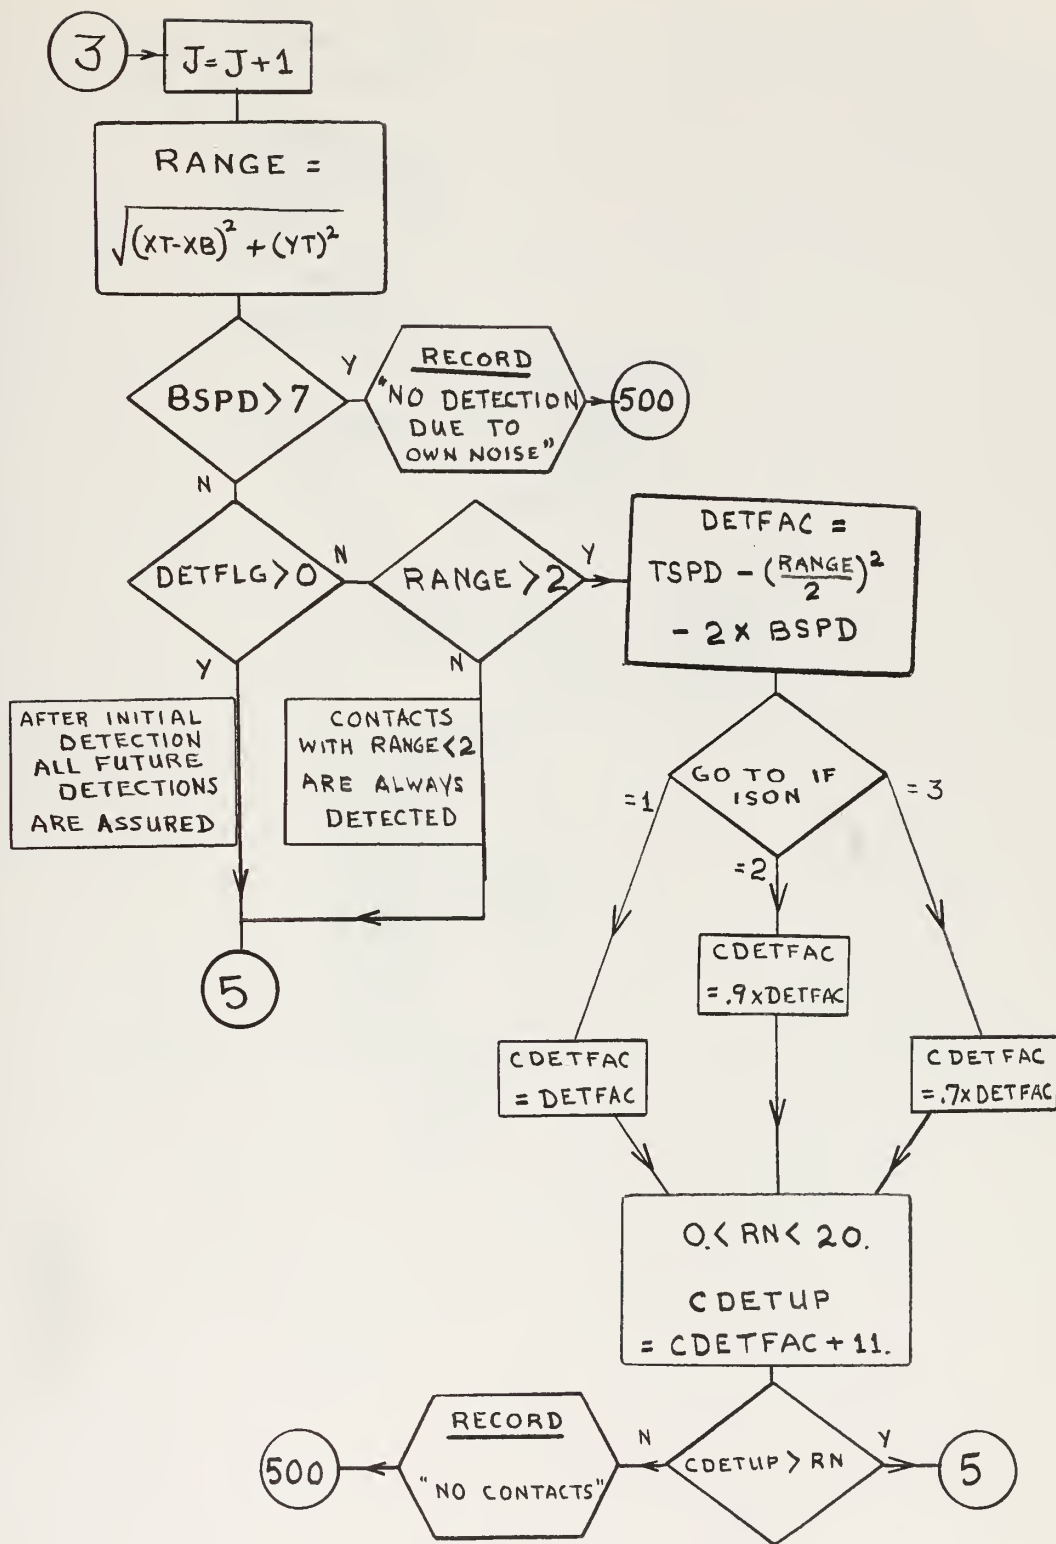 3
J=J+1
RANGE =
√(XT-XB)² + (YT)²
BSPD > 7
Y
RECORD
"NO DETECTION
DUE TO
OWN NOISE"
500
N
DETFLG > 0
N
RANGE > 2
Y
DETFAC =
TSPD - (RANGE/2)²
- 2 X BSPD
Y
N
AFTER INITIAL
DETECTION
ALL FUTURE
DETECTIONS
ARE ASSURED
CONTACTS
WITH RANGE<2
ARE ALWAYS
DETECTED
GO TO IF
ISON
=1
=2
=3
5
CDETFAC
= .9XDETFAC
CDETFAC
= DETFAC
CDETFAC
= .7XDETFAC
0.< RN < 20.
CDETUP
= CDETFAC + 11.
CDETUP > RN
N
RECORD
"NO CONTACTS"
500
Y
5